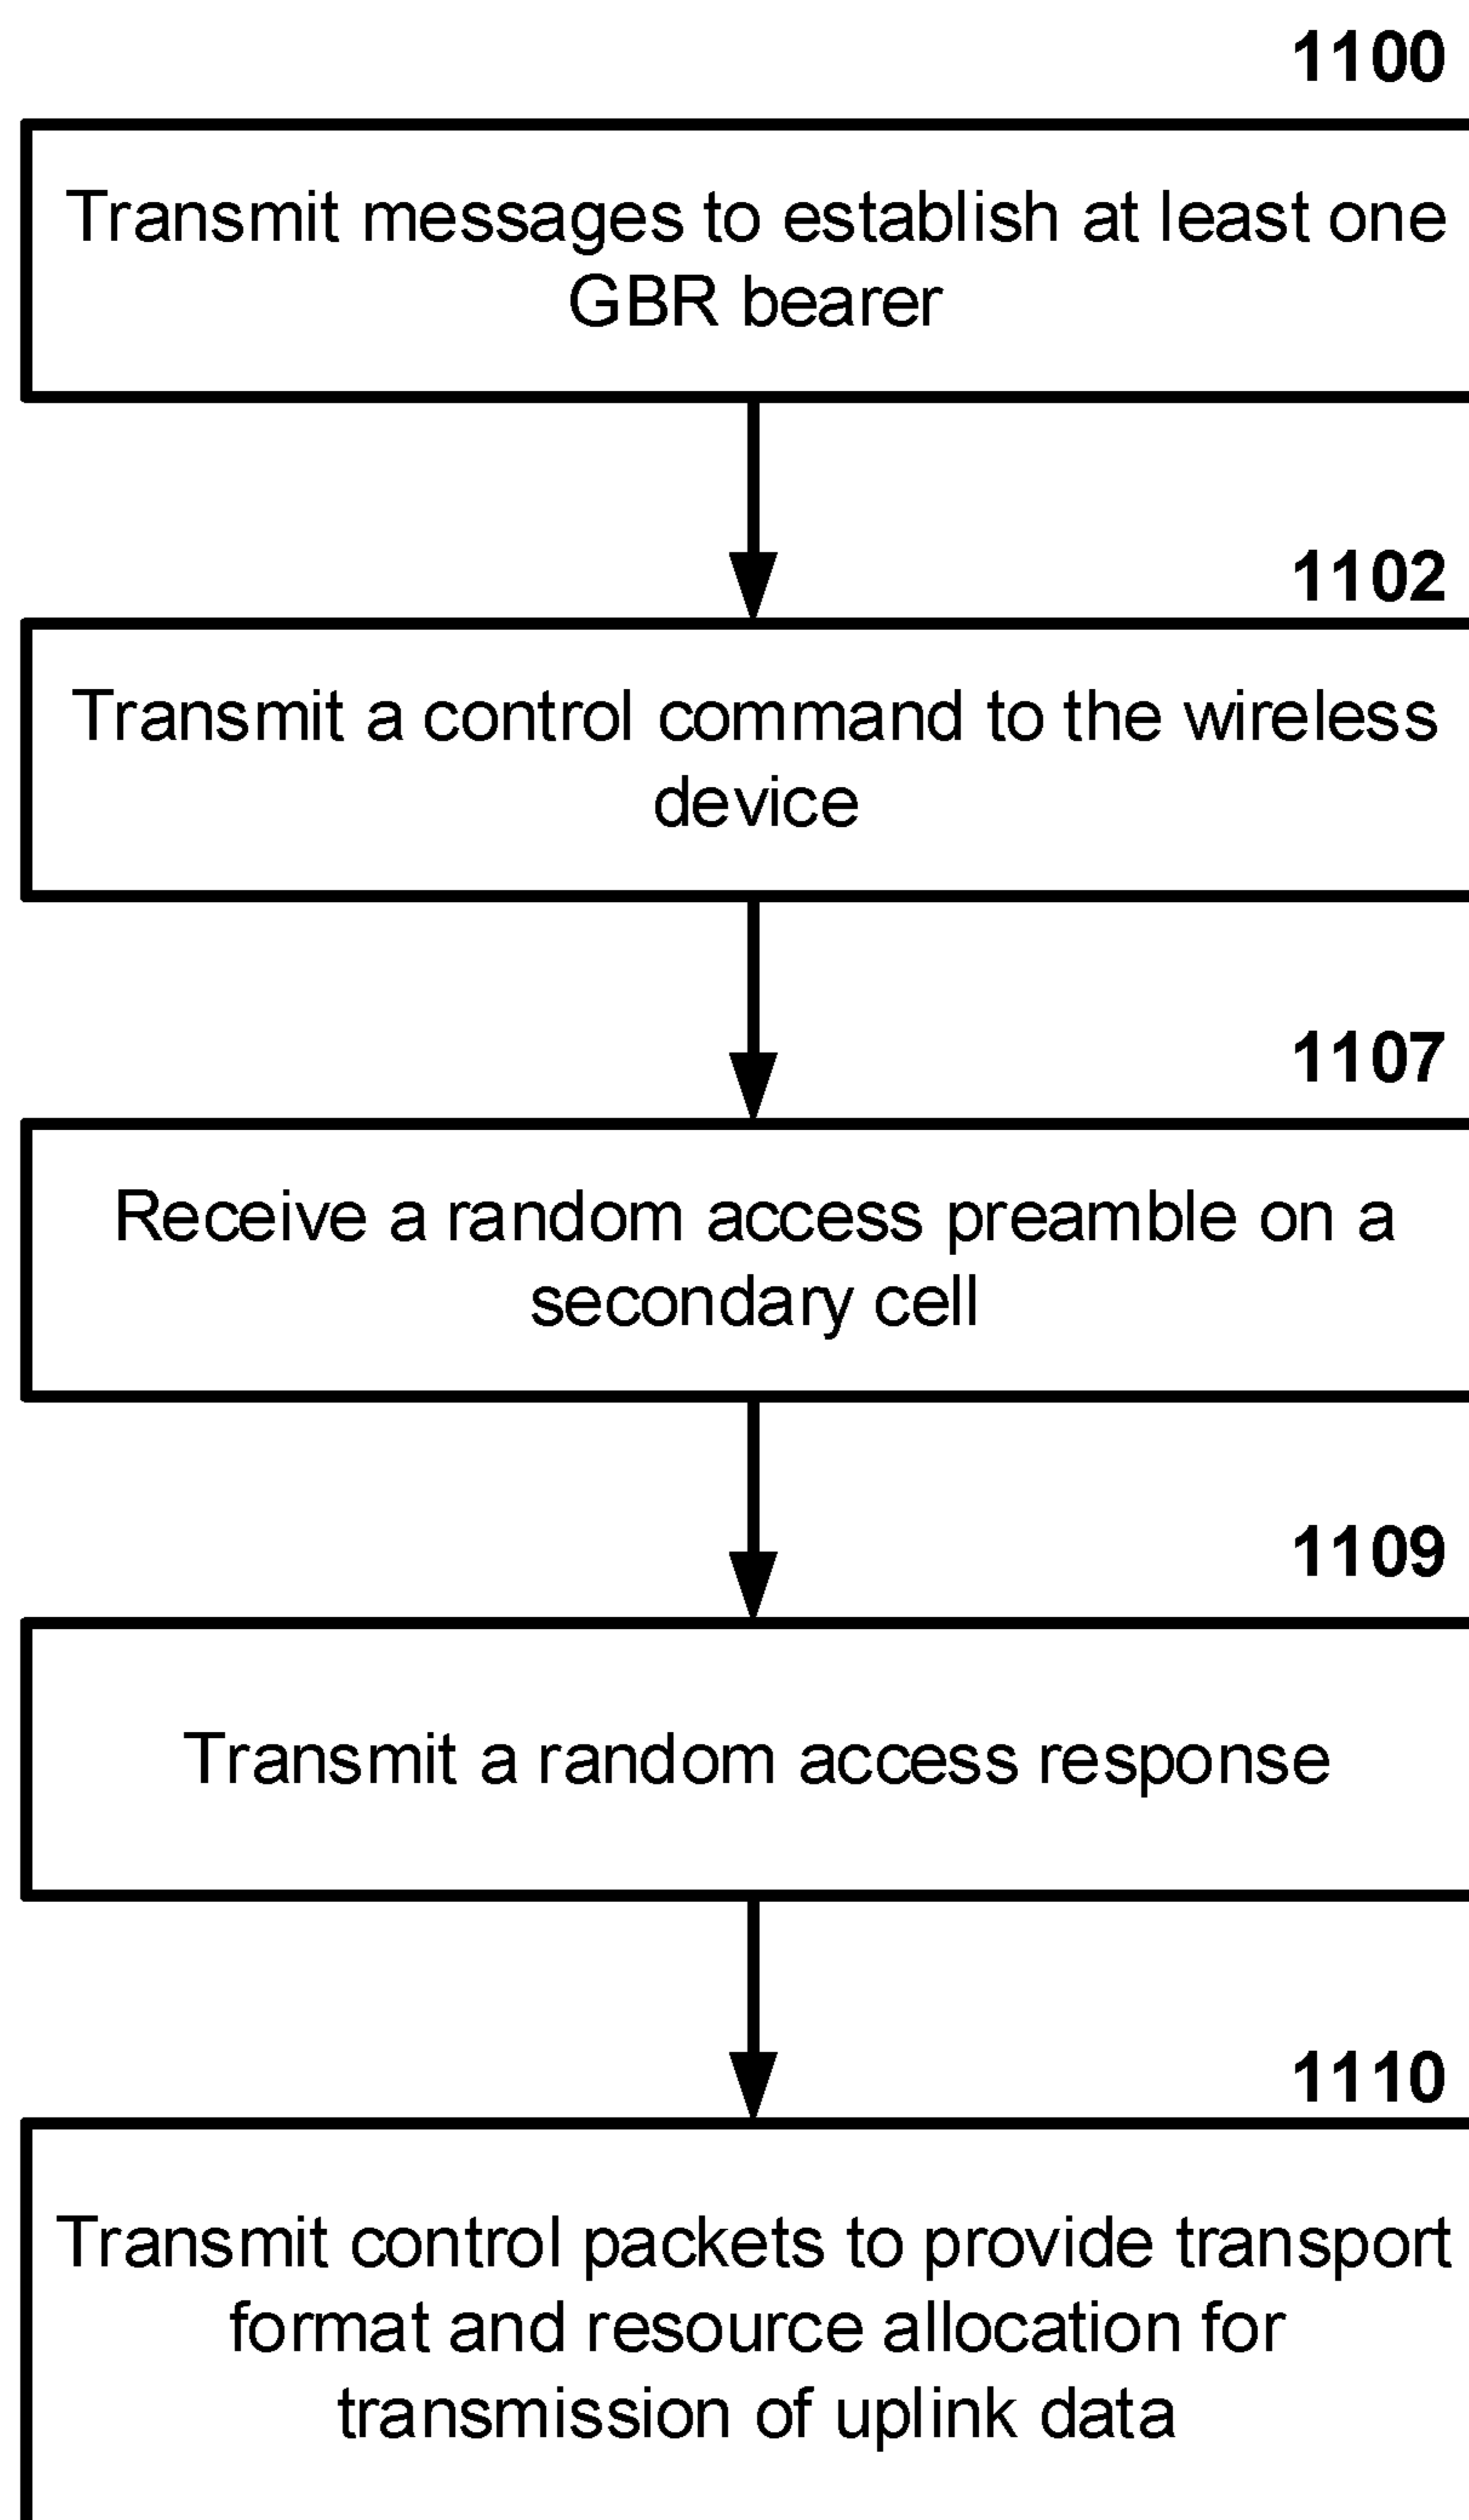 1100
Transmit messages to establish at least one
GBR bearer
1102
Transmit a control command to the wireless
device
1107
Receive a random access preamble on a
secondary cell
1109
Transmit a random access response
1110
Transmit control packets to provide transport
format and resource allocation for
transmission of uplink data